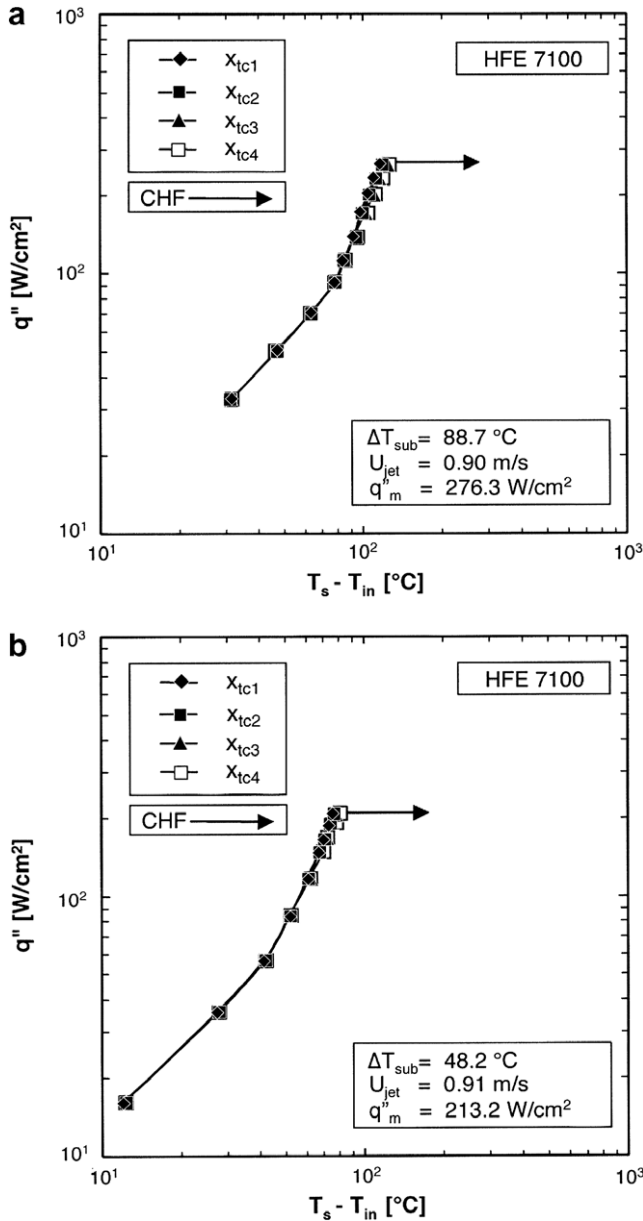 a
10³
HFE 7100
X_tc1
X_tc2
X_tc3
X_tc4
CHF
q" [W/cm²]
10²
ΔT_sub= 88.7 °C
U_jet = 0.90 m/s
q"_m = 276.3 W/cm²
10¹
10¹ 10² 10³
T_s - T_in [°C]
b
10³
HFE 7100
X_tc1
X_tc2
X_tc3
X_tc4
CHF
q" [W/cm²]
10²
ΔT_sub= 48.2 °C
U_jet = 0.91 m/s
q"_m = 213.2 W/cm²
10¹
10¹ 10² 10³
T_s - T_in [°C]